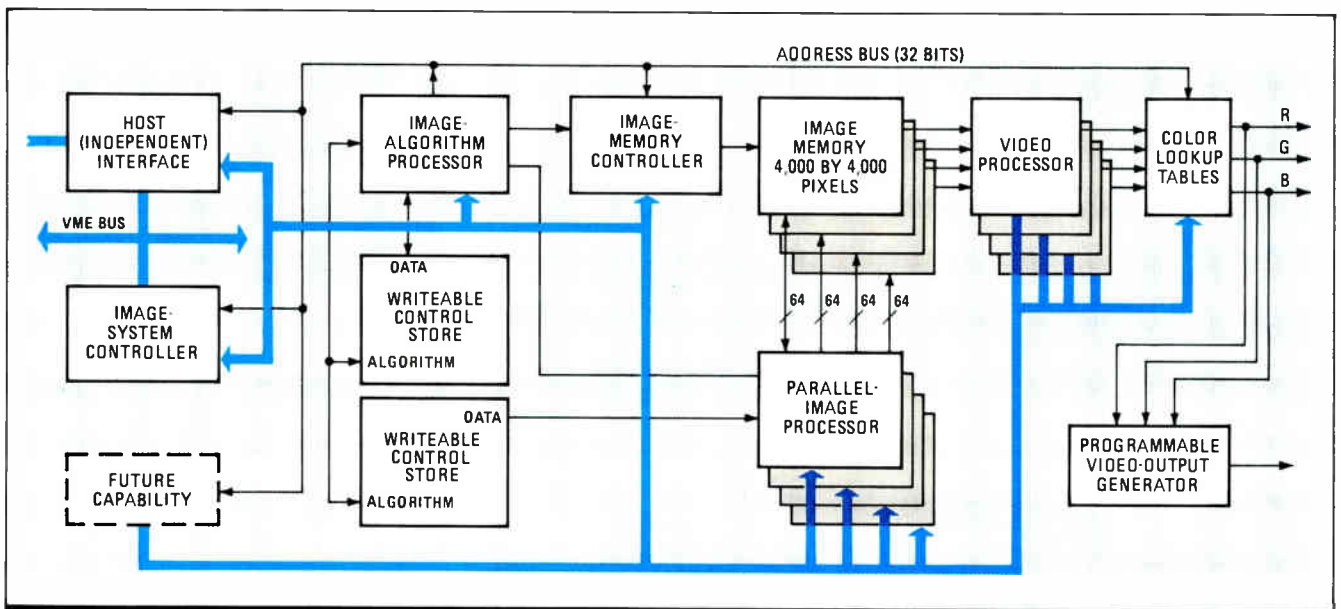 ADDRESS BUS (32 BITS)
HOST
(INDEPENDENT)
INTERFACE
IMAGE-
ALGORITHM
PROCESSOR
IMAGE-
MEMORY
CONTROLLER
IMAGE
MEMORY
4,000 BY 4,000
PIXELS
VIDEO
PROCESSOR
COLOR
LOOKUP
TABLES
R
G
B
VME BUS
IMAGE-
SYSTEM
CONTROLLER
DATA
WRITEABLE
CONTROL
STORE
ALGORITHM
64
64
64
64
DATA
WRITEABLE
CONTROL
STORE
ALGORITHM
PARALLEL-
IMAGE
PROCESSOR
PROGRAMMABLE
VIDEO-OUTPUT
GENERATOR
FUTURE
CAPABILITY